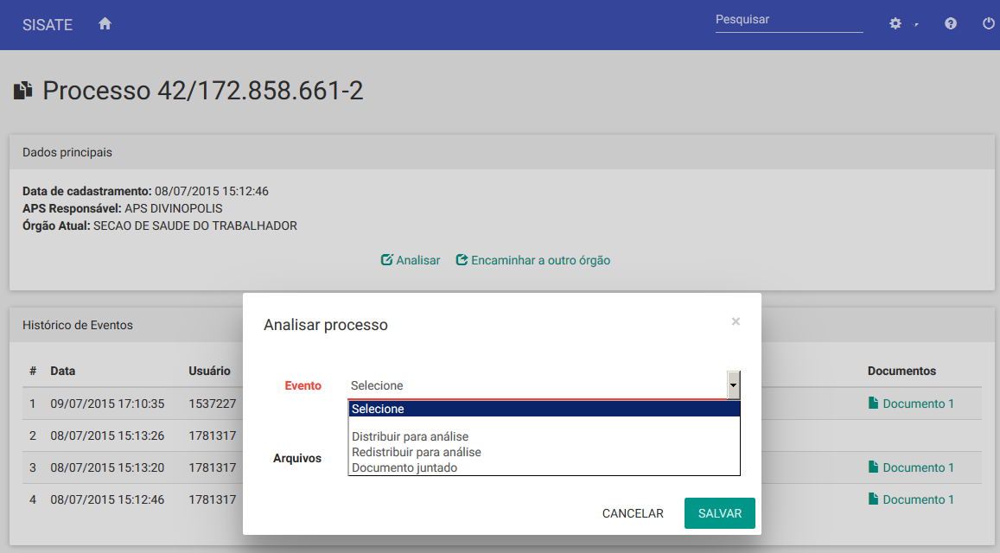 SISATE
Pesquisar
Processo 42/172.858.661-2
Dados principais
Data de cadastramento: 08/07/2015 15:12:46
APS Responsável: APS DIVINOPOLIS
Órgão Atual: SECAO DE SAUDE DO TRABALHADOR
Analisar Encaminhar a outro órgão
Histórico de Eventos
# Data Usuário Documentos
1 09/07/2015 17:10:35 1537227 Documento 1
2 08/07/2015 15:13:26 1781317
3 08/07/2015 15:13:20 1781317 Documento 1
4 08/07/2015 15:12:46 1781317 Documento 1
Analisar processo ×
Evento Selecione
Selecione
Distribuir para análise
Redistribuir para análise
Documento juntado
Arquivos
CANCELAR SALVAR